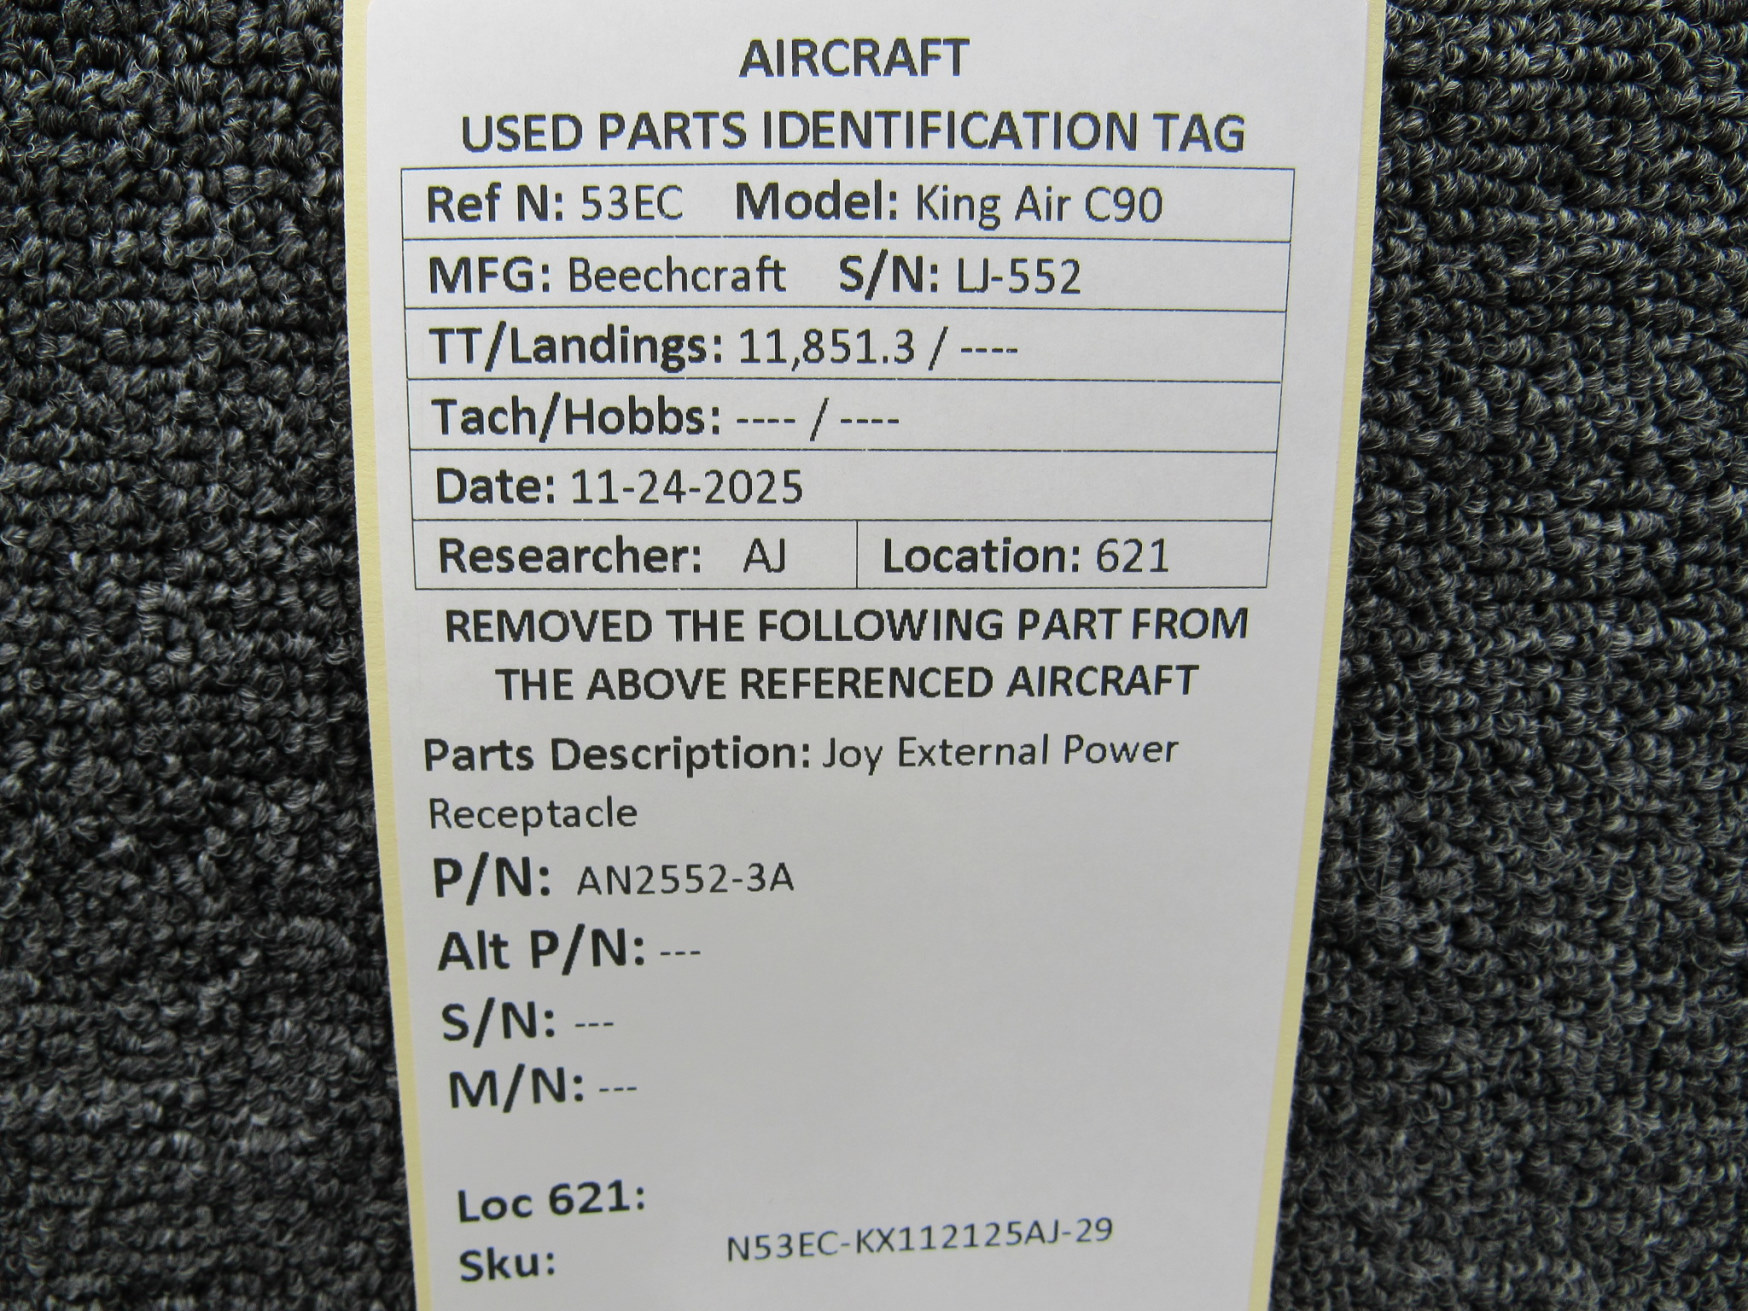 AIRCRAFT
USED PARTS IDENTIFICATION TAG
Ref N: 53EC Model: King Air C90
MFG: Beechcraft S/N: LJ-552
TT/Landings: 11,851.3 / ----
Tach/Hobbs: ---- / ----
Date: 11-24-2025
Researcher: AJ Location: 621
REMOVED THE FOLLOWING PART FROM
THE ABOVE REFERENCED AIRCRAFT
Parts Description: Joy External Power
Receptacle
P/N: AN2552-3A
Alt P/N: ---
S/N: ---
M/N: ---
Loc 621:
Sku: N53EC-KX112125AJ-29